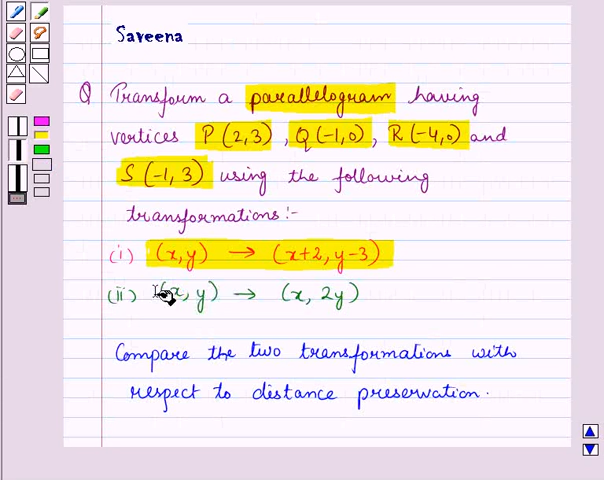 Saveena
Q Transform a parallelogram having
vertices P(2,3), Q(-1,0), R(-4,0) and
S(-1, 3) using the following
transformations:-
(i) (x,y) → (x+2, y-3)
(ii) (x, y) → (x, 2y)
Compare the two transformations with
respect to distance preservation.